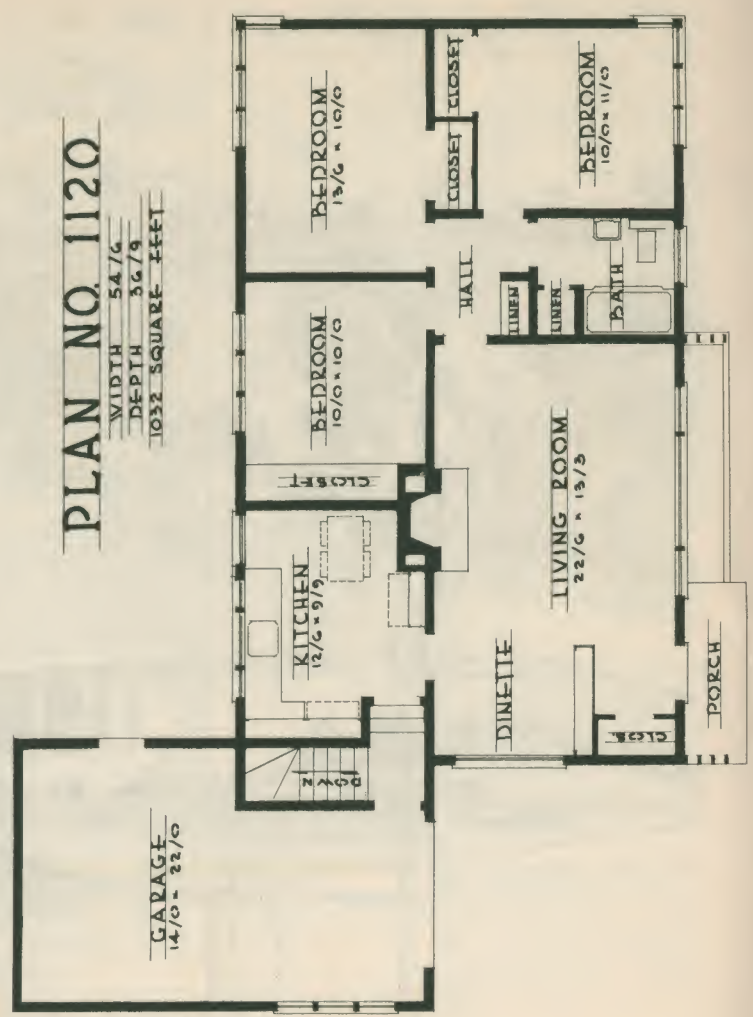 PLAN NO. 1120
WIDTH 54/6
DEPTH 36/9
1032 SQUARE FEET
BEDROOM
13/6 x 10/0
CLOSET
CLOSET
BEDROOM
10/0 x 11/0
BEDROOM
10/0 x 10/0
CLOSET
HALL
LINEN
LINEN
BATH
KITCHEN
12/6 x 9/9
LIVING ROOM
22/6 x 13/3
DINETTE
CLOS.
PORCH
DOWN
GARAGE
14/0 x 22/0